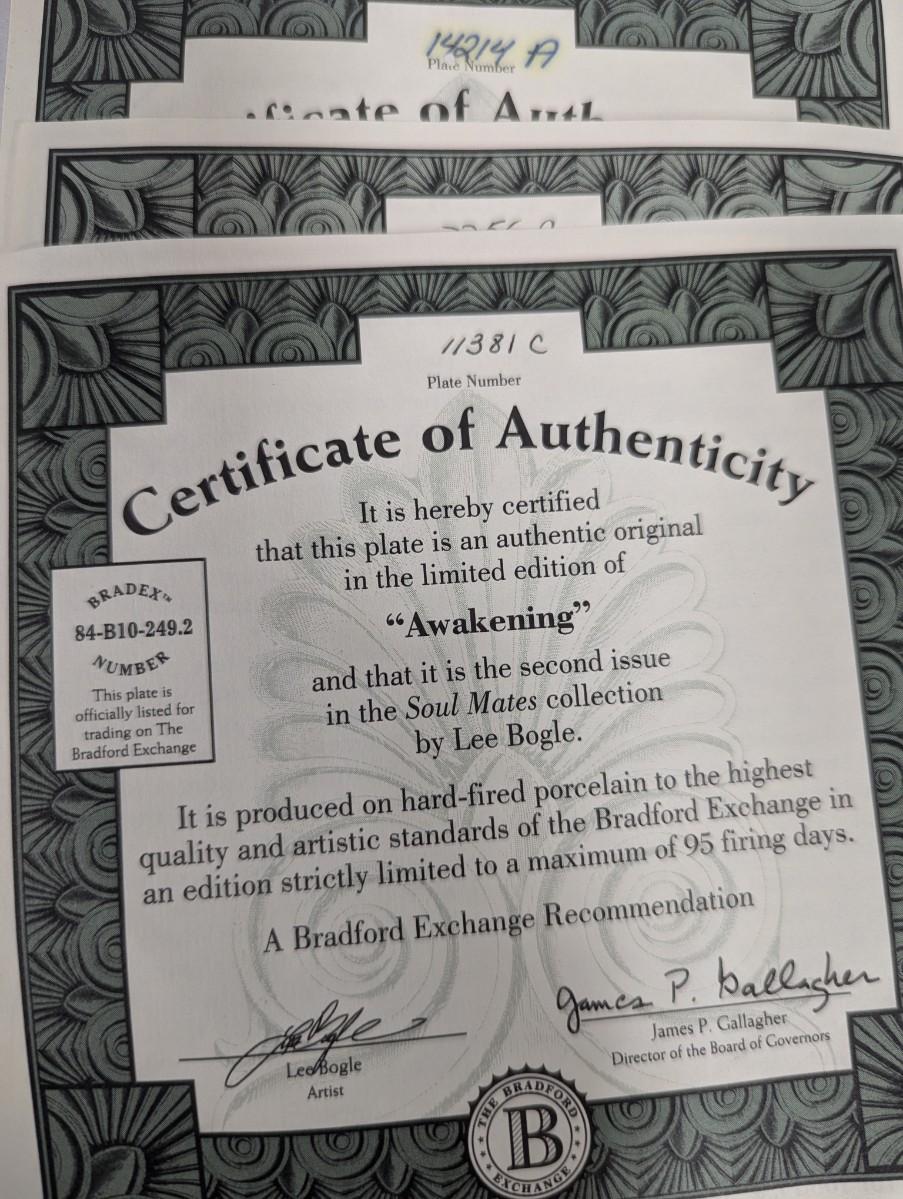 14214 A
Plate Number
of
11381 C
Plate Number
Certificate of Authenticity
It is hereby certified
that this plate is an authentic original
in the limited edition of
“Awakening”
and that it is the second issue
in the Soul Mates collection
by Lee Bogle.
BRADEX™
84-B10-249.2
NUMBER
This plate is
officially listed for
trading on The
Bradford Exchange
It is produced on hard-fired porcelain to the highest
quality and artistic standards of the Bradford Exchange in
an edition strictly limited to a maximum of 95 firing days.
A Bradford Exchange Recommendation
Lee Bogle
Lee Bogle
Artist
James P. Gallagher
James P. Gallagher
Director of the Board of Governors
THE BRADFORD
B
EXCHANGE